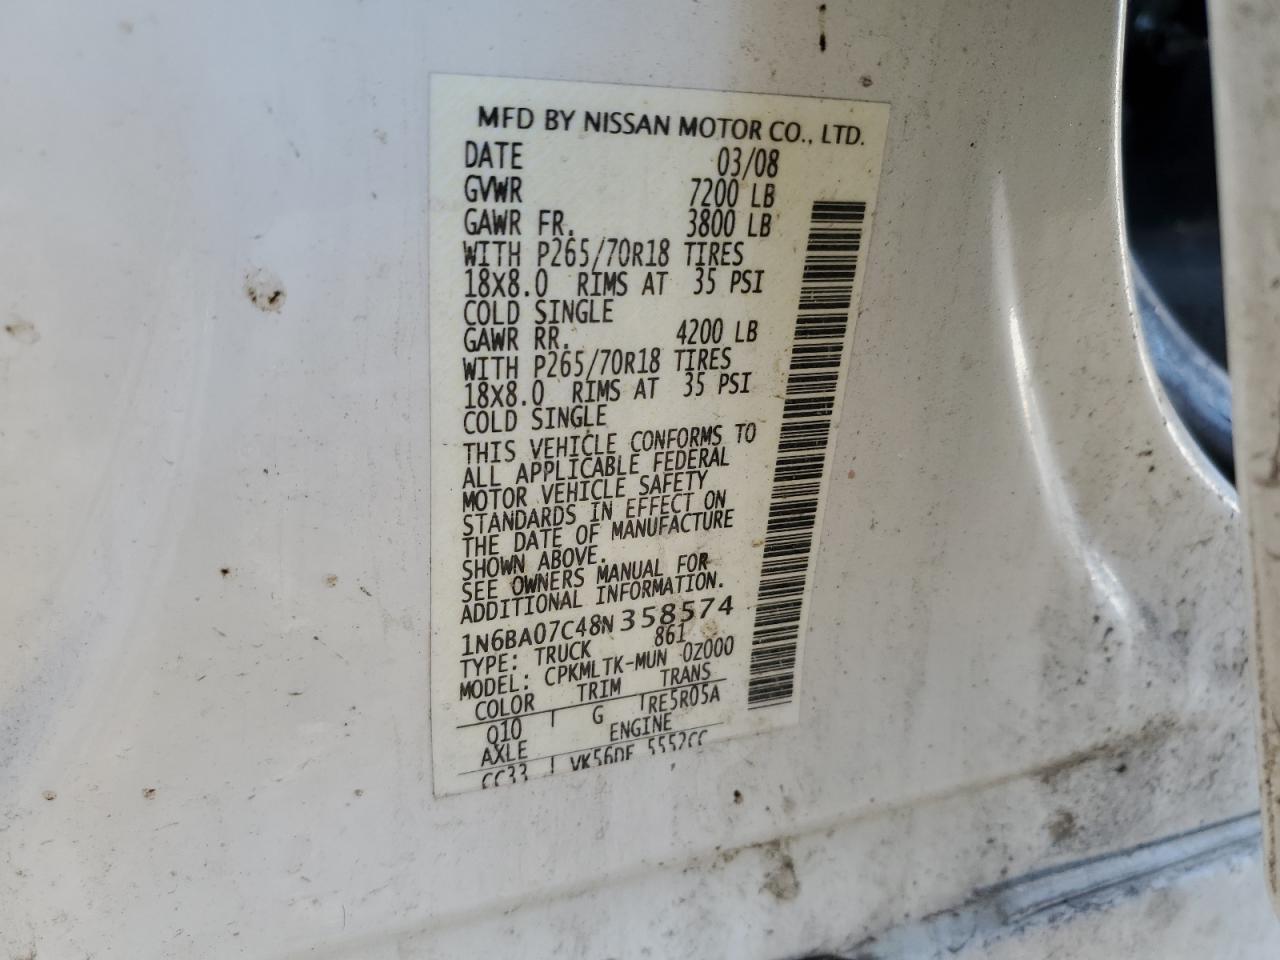 MFD BY NISSAN MOTOR CO., LTD.
DATE 03/08
GVWR 7200 LB
GAWR FR. 3800 LB
WITH P265/70R18 TIRES
18X8.0 RIMS AT 35 PSI
COLD SINGLE
GAWR RR. 4200 LB
WITH P265/70R18 TIRES
18X8.0 RIMS AT 35 PSI
COLD SINGLE
THIS VEHICLE CONFORMS TO
ALL APPLICABLE FEDERAL
MOTOR VEHICLE SAFETY
STANDARDS IN EFFECT ON
THE DATE OF MANUFACTURE
SHOWN ABOVE.
SEE OWNERS MANUAL FOR
ADDITIONAL INFORMATION.
1N6BA07C48N358574
TYPE: TRUCK 861
MODEL: CPKMLTK-MUN 0Z000
COLOR TRIM TRANS
Q10 G RE5R05A
AXLE ENGINE
CC33 VK56DE 5552CC